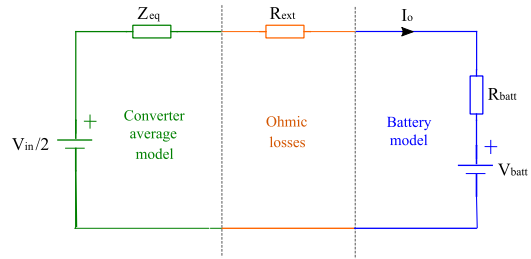 Zeq
Rext
Io
+
Vin/2
Converter
average
model
Ohmic
losses
Battery
model
Rbatt
+
Vbatt